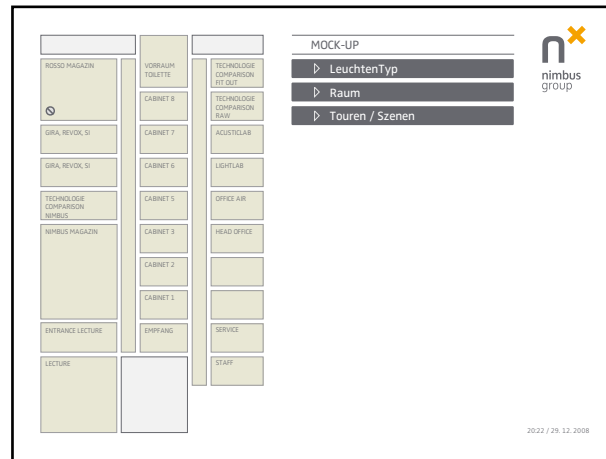 ROSSO MAGAZIN
GIRA, REVOX, SI
GIRA, REVOX, SI
TECHNOLOGIE
COMPARISON
NIMBUS
NIMBUS MAGAZIN
ENTRANCE LECTURE
LECTURE
VORRAUM
TOILETTE
CABINET 8
CABINET 7
CABINET 6
CABINET 5
CABINET 3
CABINET 2
CABINET 1
EMPFANG
TECHNOLOGIE
COMPARISON
FIT OUT
TECHNOLOGIE
COMPARISON
RAW
ACUSTICLAB
LIGHTLAB
OFFICE AIR
HEAD OFFICE
SERVICE
STAFF
MOCK-UP
LeuchtenTyp
Raum
Touren / Szenen
n
nimbus
group
20:22 / 29. 12. 2008